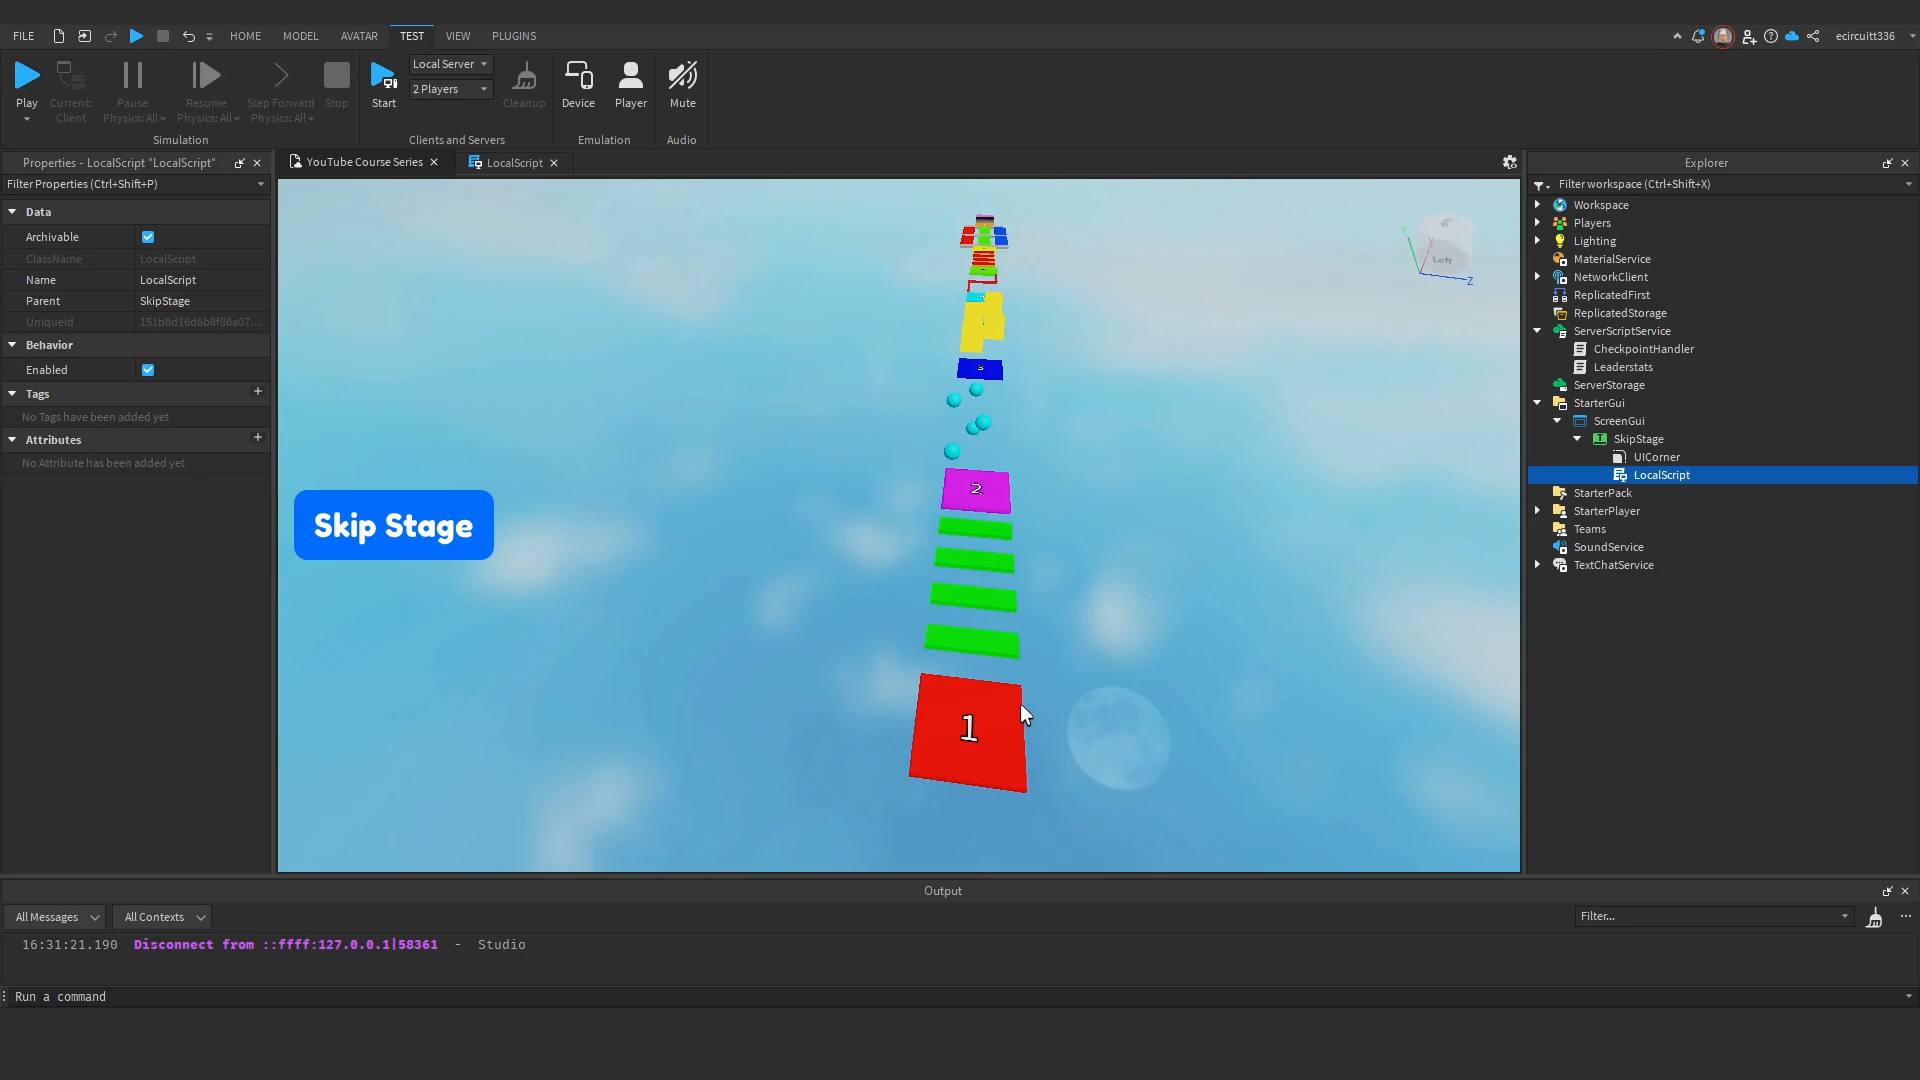 FILE HOME MODEL AVATAR TEST VIEW PLUGINS ecircuitt336
Play
Current:
Client
Pause
Physics: All
Resume
Physics: All
Step Forward
Physics: All
Stop
Simulation
Start
Local Server
2 Players
Cleanup
Clients and Servers
Device
Player
Emulation
Mute
Audio
Properties - LocalScript "LocalScript"
Filter Properties (Ctrl+Shift+P)
Data
Archivable
ClassName LocalScript
Name LocalScript
Parent SkipStage
UniqueId 151b8d16d6b8f86a07...
Behavior
Enabled
Tags
No Tags have been added yet
Attributes
No Attribute has been added yet
YouTube Course Series
LocalScript
Left
Y
X
Z
3
2
Skip Stage
1
Explorer
Filter workspace (Ctrl+Shift+X)
Workspace
Players
Lighting
MaterialService
NetworkClient
ReplicatedFirst
ReplicatedStorage
ServerScriptService
CheckpointHandler
Leaderstats
ServerStorage
StarterGui
ScreenGui
SkipStage
UICorner
LocalScript
StarterPack
StarterPlayer
Teams
SoundService
TextChatService
Output
All Messages All Contexts Filter...
16:31:21.190 Disconnect from ::ffff:127.0.0.1|58361 - Studio
Run a command